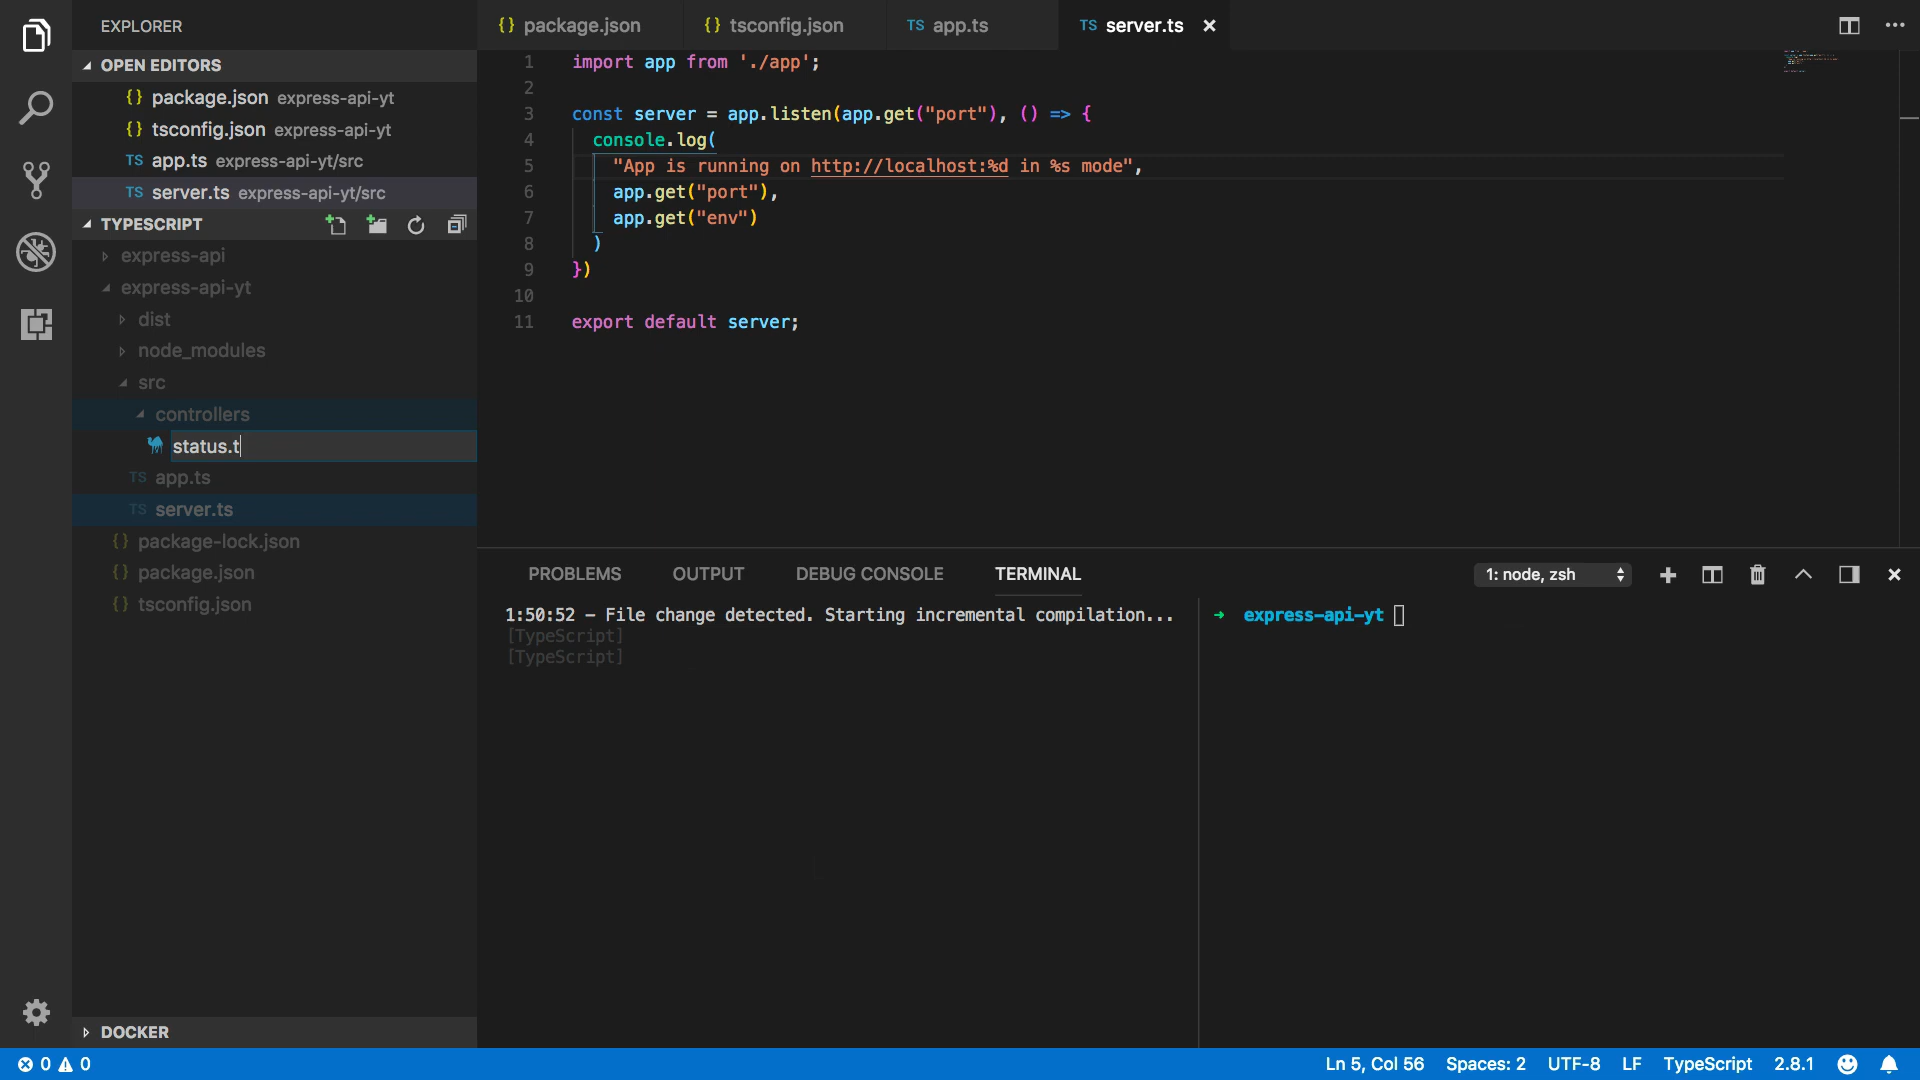 EXPLORER
OPEN EDITORS
{} package.json express-api-yt
{} tsconfig.json express-api-yt
TS app.ts express-api-yt/src
TS server.ts express-api-yt/src
TYPESCRIPT
express-api
express-api-yt
dist
node_modules
src
controllers
status.t
TS app.ts
TS server.ts
{} package-lock.json
{} package.json
{} tsconfig.json
DOCKER
{} package.json {} tsconfig.json TS app.ts TS server.ts
1 import app from './app';
2
3 const server = app.listen(app.get("port"), () => {
4 console.log(
5 "App is running on http://localhost:%d in %s mode",
6 app.get("port"),
7 app.get("env")
8 )
9 })
10
11 export default server;
PROBLEMS OUTPUT DEBUG CONSOLE TERMINAL 1: node, zsh
1:50:52 - File change detected. Starting incremental compilation...
[TypeScript]
[TypeScript]
→ express-api-yt
0 0 Ln 5, Col 56 Spaces: 2 UTF-8 LF TypeScript 2.8.1